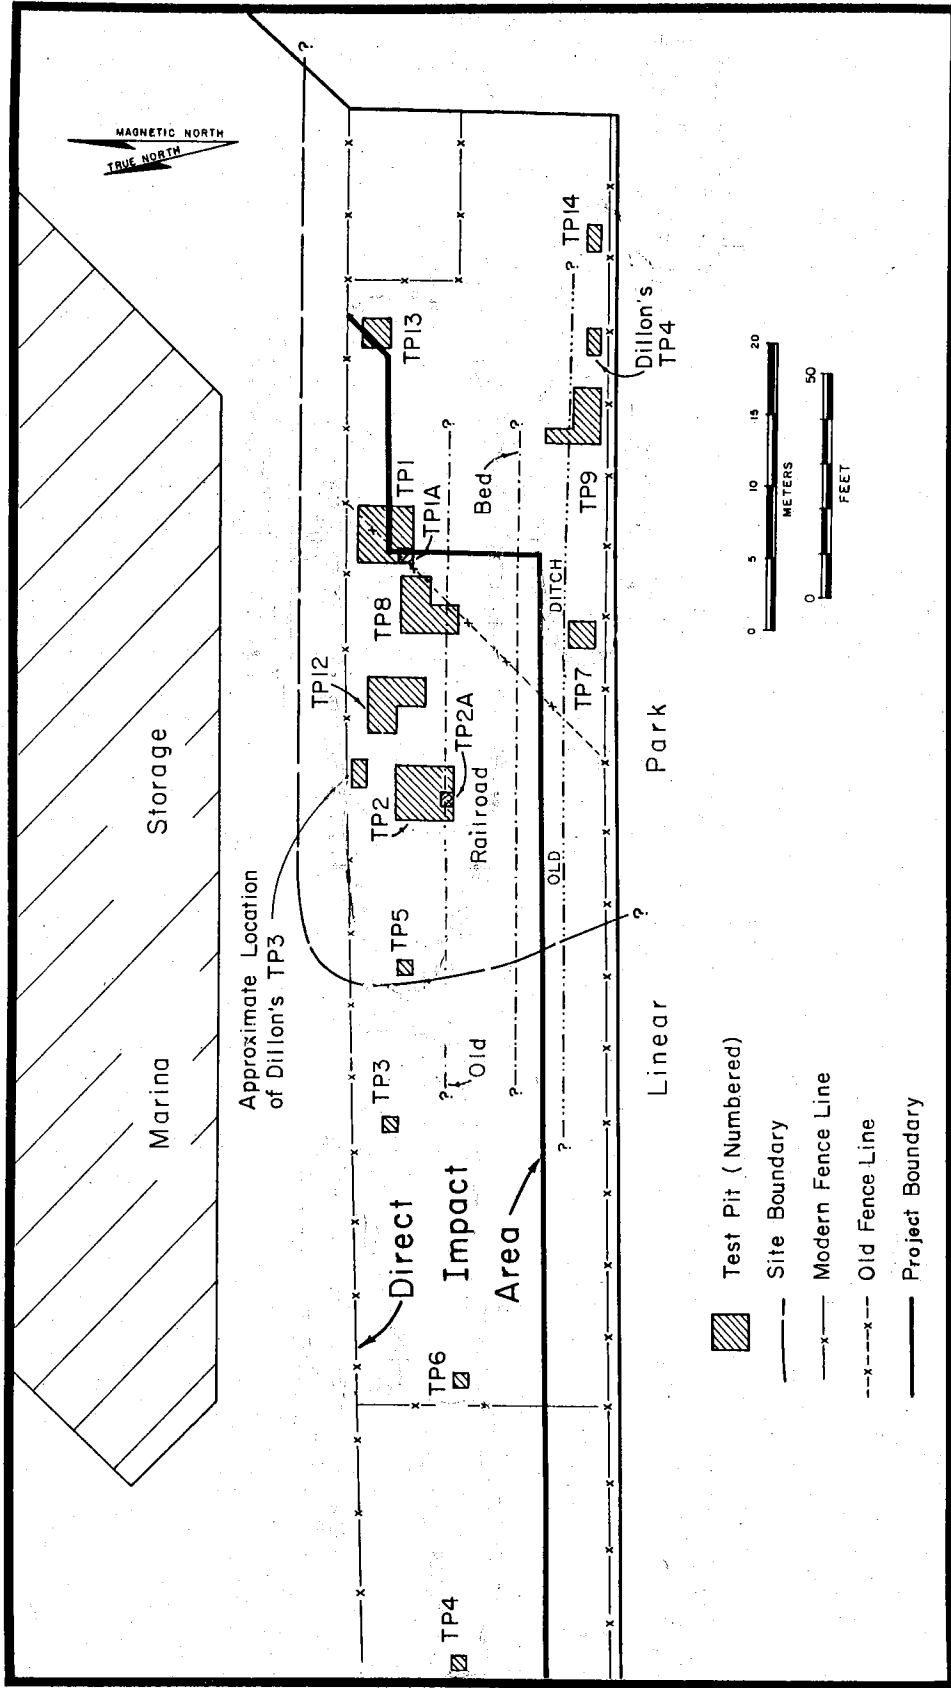 MAGNETIC NORTH
TRUE NORTH
Marina Storage
Approximate Location
of Dillon's TP3
TP4
TP6
TP3
TP5
TP2
TP2A
TP12
TP8
TP1
TP1A
TP13
TP7
TP9
Dillon's
TP4
TP14
Direct
Impact
Area
Old Railroad Bed
OLD DITCH
Linear Park
?
?
?
?
?
?
?
?
Test Pit ( Numbered)
Site Boundary
Modern Fence Line
Old Fence Line
Project Boundary
0 5 10 15 20
METERS
0 50
FEET